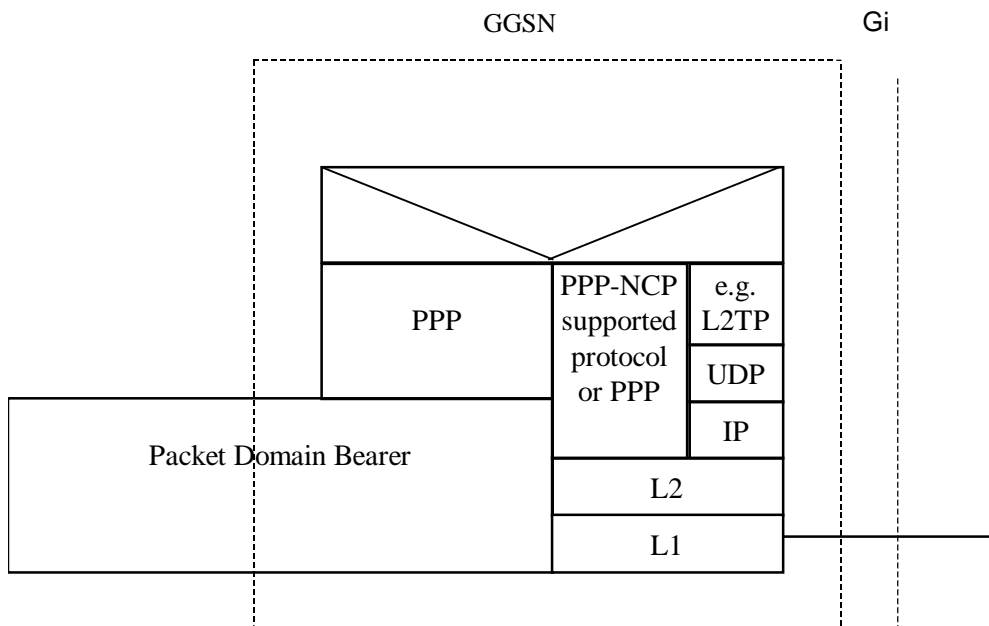 GGSN
Gi
PPP
PPP-NCP
supported
protocol
or PPP
e.g.
L2TP
UDP
IP
Packet Domain Bearer
L2
L1